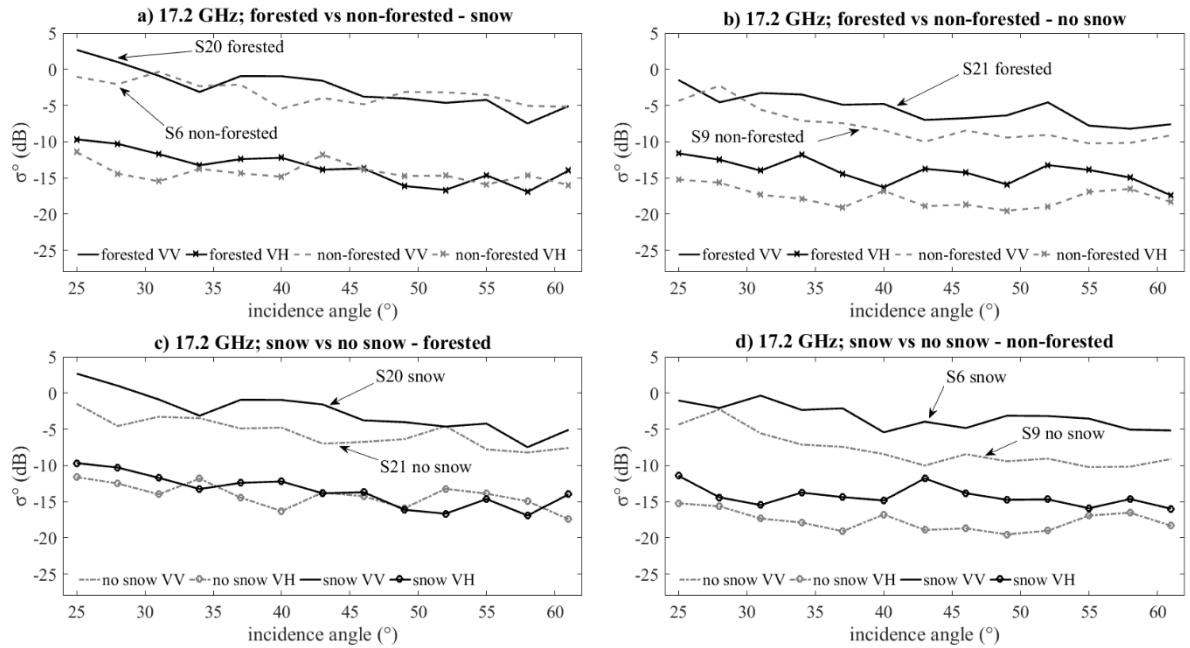 a) 17.2 GHz; forested vs non-forested - snow
5
0
-5
-10
-15
-20
-25
σ° (dB)
S20 forested
S6 non-forested
forested VV forested VH non-forested VV non-forested VH
25 30 35 40 45 50 55 60
incidence angle (°)
b) 17.2 GHz; forested vs non-forested - no snow
5
0
-5
-10
-15
-20
-25
σ° (dB)
S21 forested
S9 non-forested
forested VV forested VH non-forested VV non-forested VH
25 30 35 40 45 50 55 60
incidence angle (°)
c) 17.2 GHz; snow vs no snow - forested
5
0
-5
-10
-15
-20
-25
σ° (dB)
S20 snow
S21 no snow
no snow VV no snow VH snow VV snow VH
25 30 35 40 45 50 55 60
incidence angle (°)
d) 17.2 GHz; snow vs no snow - non-forested
5
0
-5
-10
-15
-20
-25
σ° (dB)
S6 snow
S9 no snow
no snow VV no snow VH snow VV snow VH
25 30 35 40 45 50 55 60
incidence angle (°)